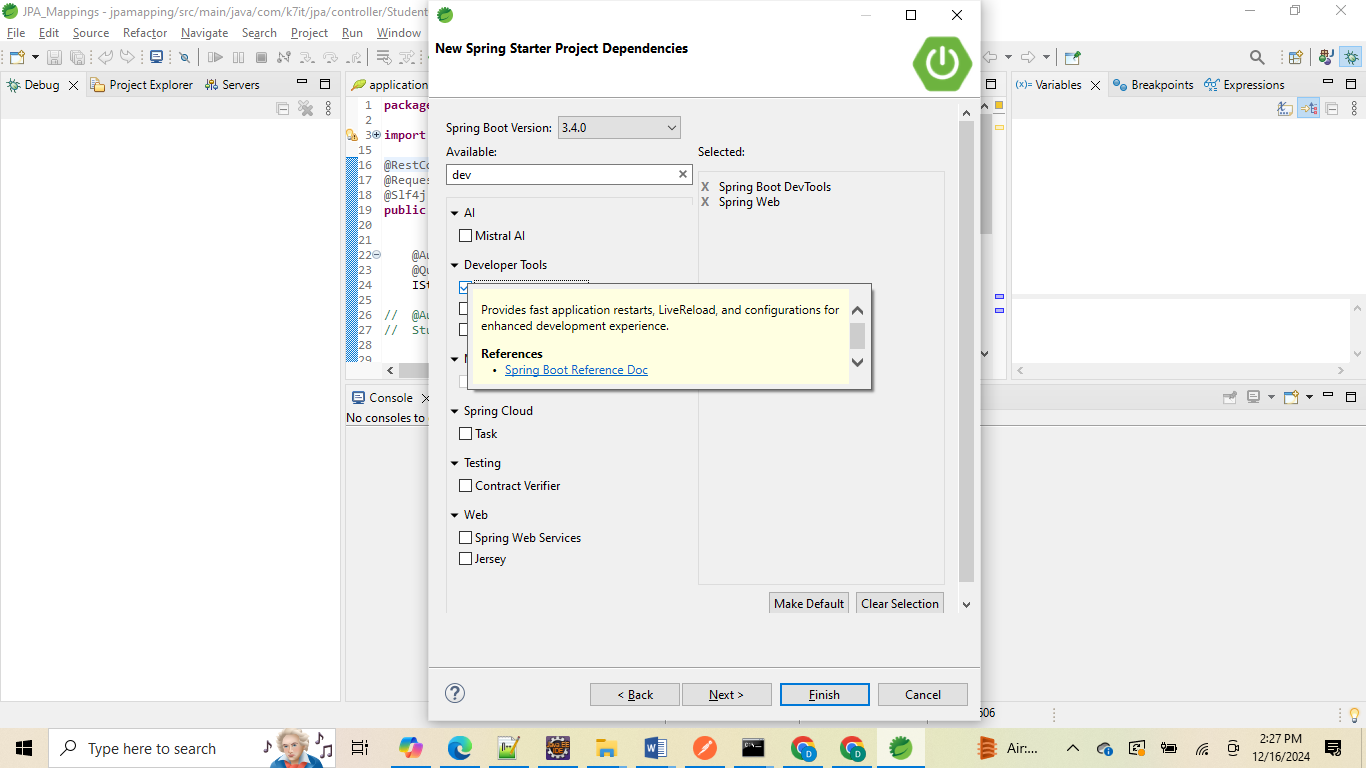 JPA_Mappings - jpamapping/src/main/java/com/k7it/jpa/controller/Student
File Edit Source Refactor Navigate Search Project Run Window
Debug Project Explorer Servers
application
1 package
2
3 import
15
16 @RestCo
17 @Reques
18 @Slf4j
19 public
20
21
22 @Au
23 @Qu
24 ISt
25
26 // @Au
27 // Stu
28
29
Console
No consoles to
New Spring Starter Project Dependencies
Spring Boot Version: 3.4.0
Available:
dev
AI
Mistral AI
Developer Tools
Provides fast application restarts, LiveReload, and configurations for
enhanced development experience.
References
• Spring Boot Reference Doc
Spring Cloud
Task
Testing
Contract Verifier
Web
Spring Web Services
Jersey
Selected:
X Spring Boot DevTools
X Spring Web
Make Default Clear Selection
< Back Next > Finish Cancel
(x)= Variables Breakpoints Expressions
Type here to search
Air:...
2:27 PM
12/16/2024